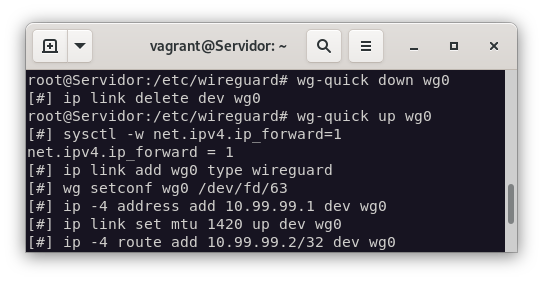 vagrant@Servidor: ~
root@Servidor:/etc/wireguard# wg-quick down wg0
[#] ip link delete dev wg0
root@Servidor:/etc/wireguard# wg-quick up wg0
[#] sysctl -w net.ipv4.ip_forward=1
net.ipv4.ip_forward = 1
[#] ip link add wg0 type wireguard
[#] wg setconf wg0 /dev/fd/63
[#] ip -4 address add 10.99.99.1 dev wg0
[#] ip link set mtu 1420 up dev wg0
[#] ip -4 route add 10.99.99.2/32 dev wg0